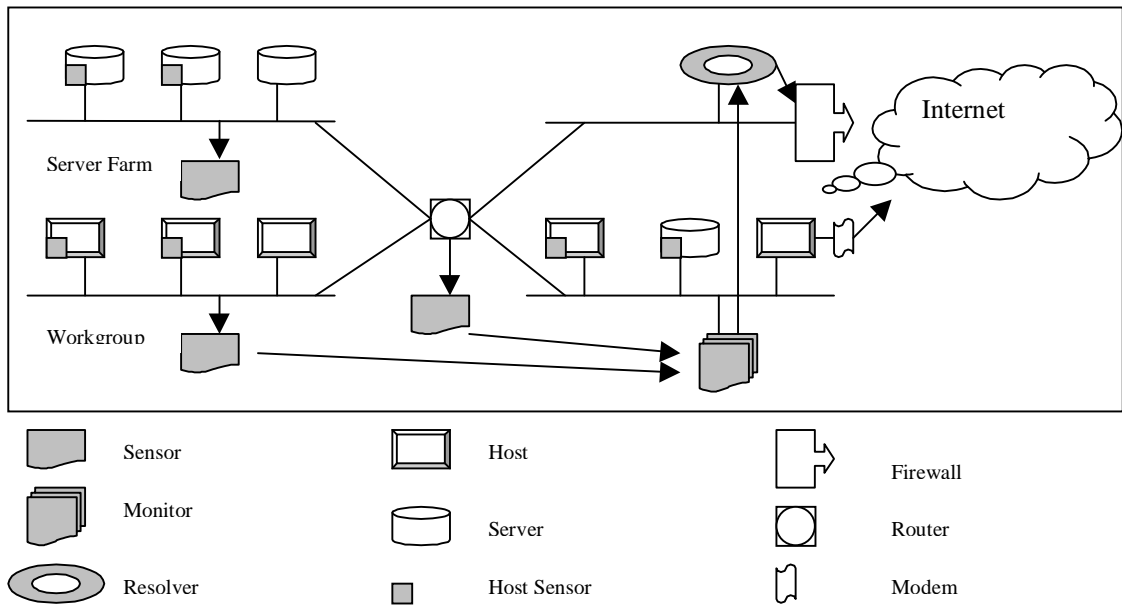 Internet
Server Farm
Workgroup
Sensor
Host
Firewall
Monitor
Server
Router
Resolver
Host Sensor
Modem